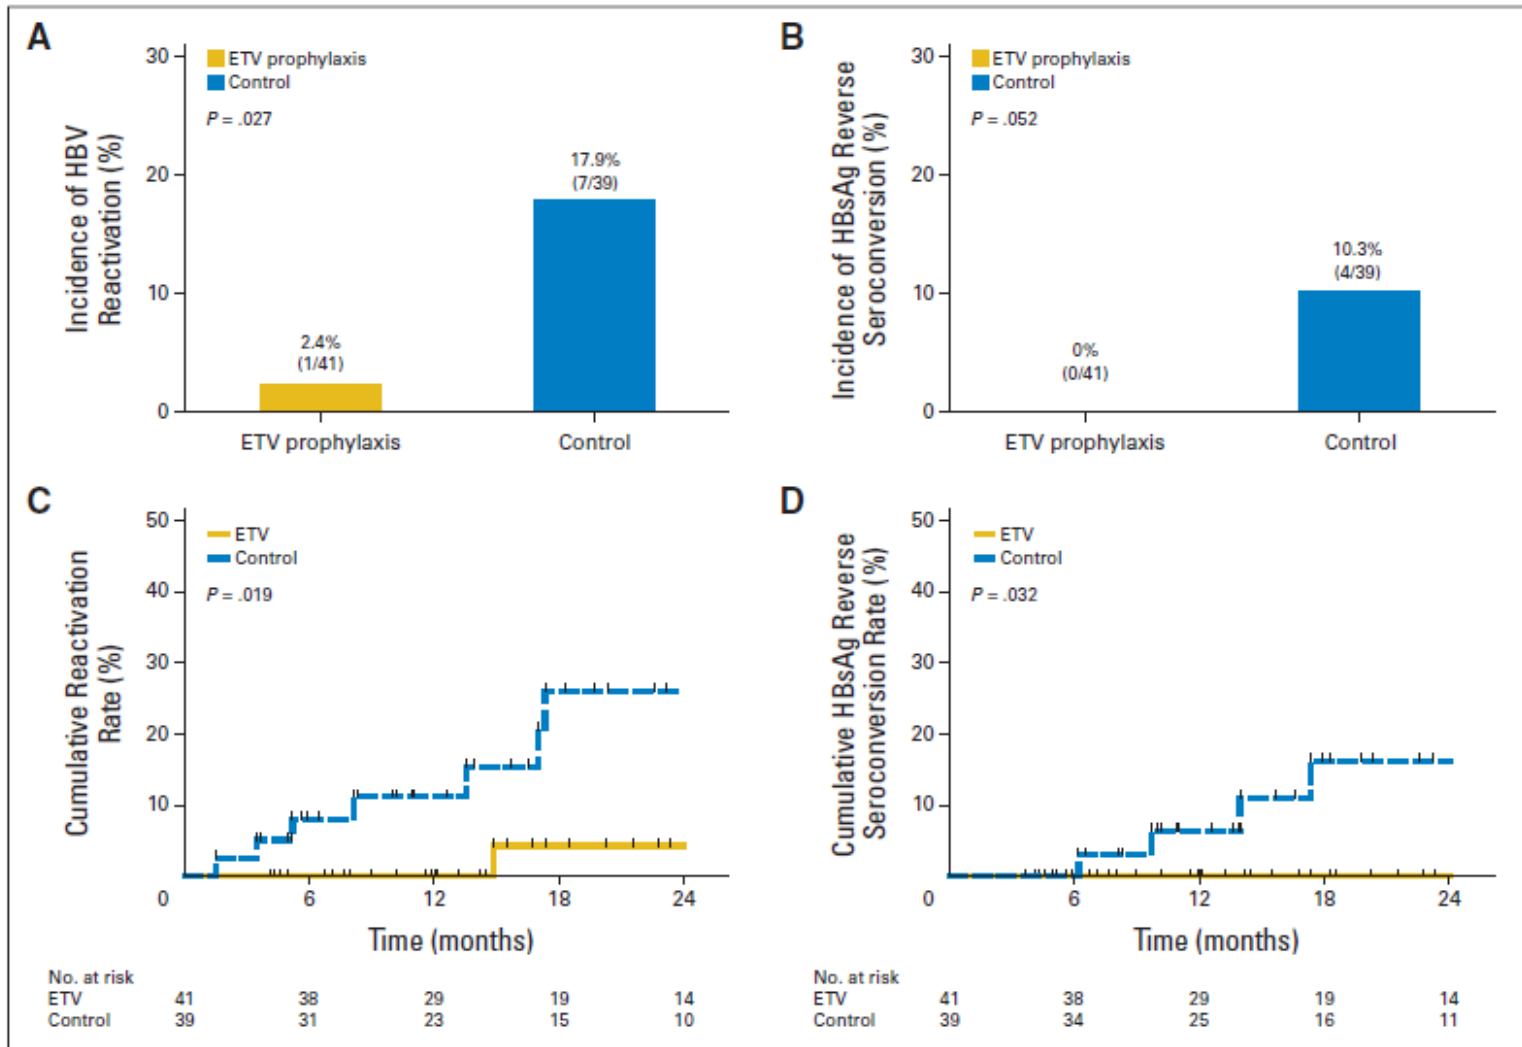 A
Incidence of HBV
Reactivation (%)
30
20
10
0
ETV prophylaxis
Control
P = .027
2.4%
(1/41)
17.9%
(7/39)
ETV prophylaxis
Control
B
Incidence of HBsAg Reverse
Seroconversion (%)
30
20
10
0
ETV prophylaxis
Control
P = .052
0%
(0/41)
10.3%
(4/39)
ETV prophylaxis
Control
C
Cumulative Reactivation
Rate (%)
50
40
30
20
10
ETV
Control
P = .019
0 6 12 18 24
Time (months)
No. at risk
ETV 41 38 29 19 14
Control 39 31 23 15 10
D
Cumulative HBsAg Reverse
Seroconversion Rate (%)
50
40
30
20
10
ETV
Control
P = .032
0 6 12 18 24
Time (months)
No. at risk
ETV 41 38 29 19 14
Control 39 34 25 16 11